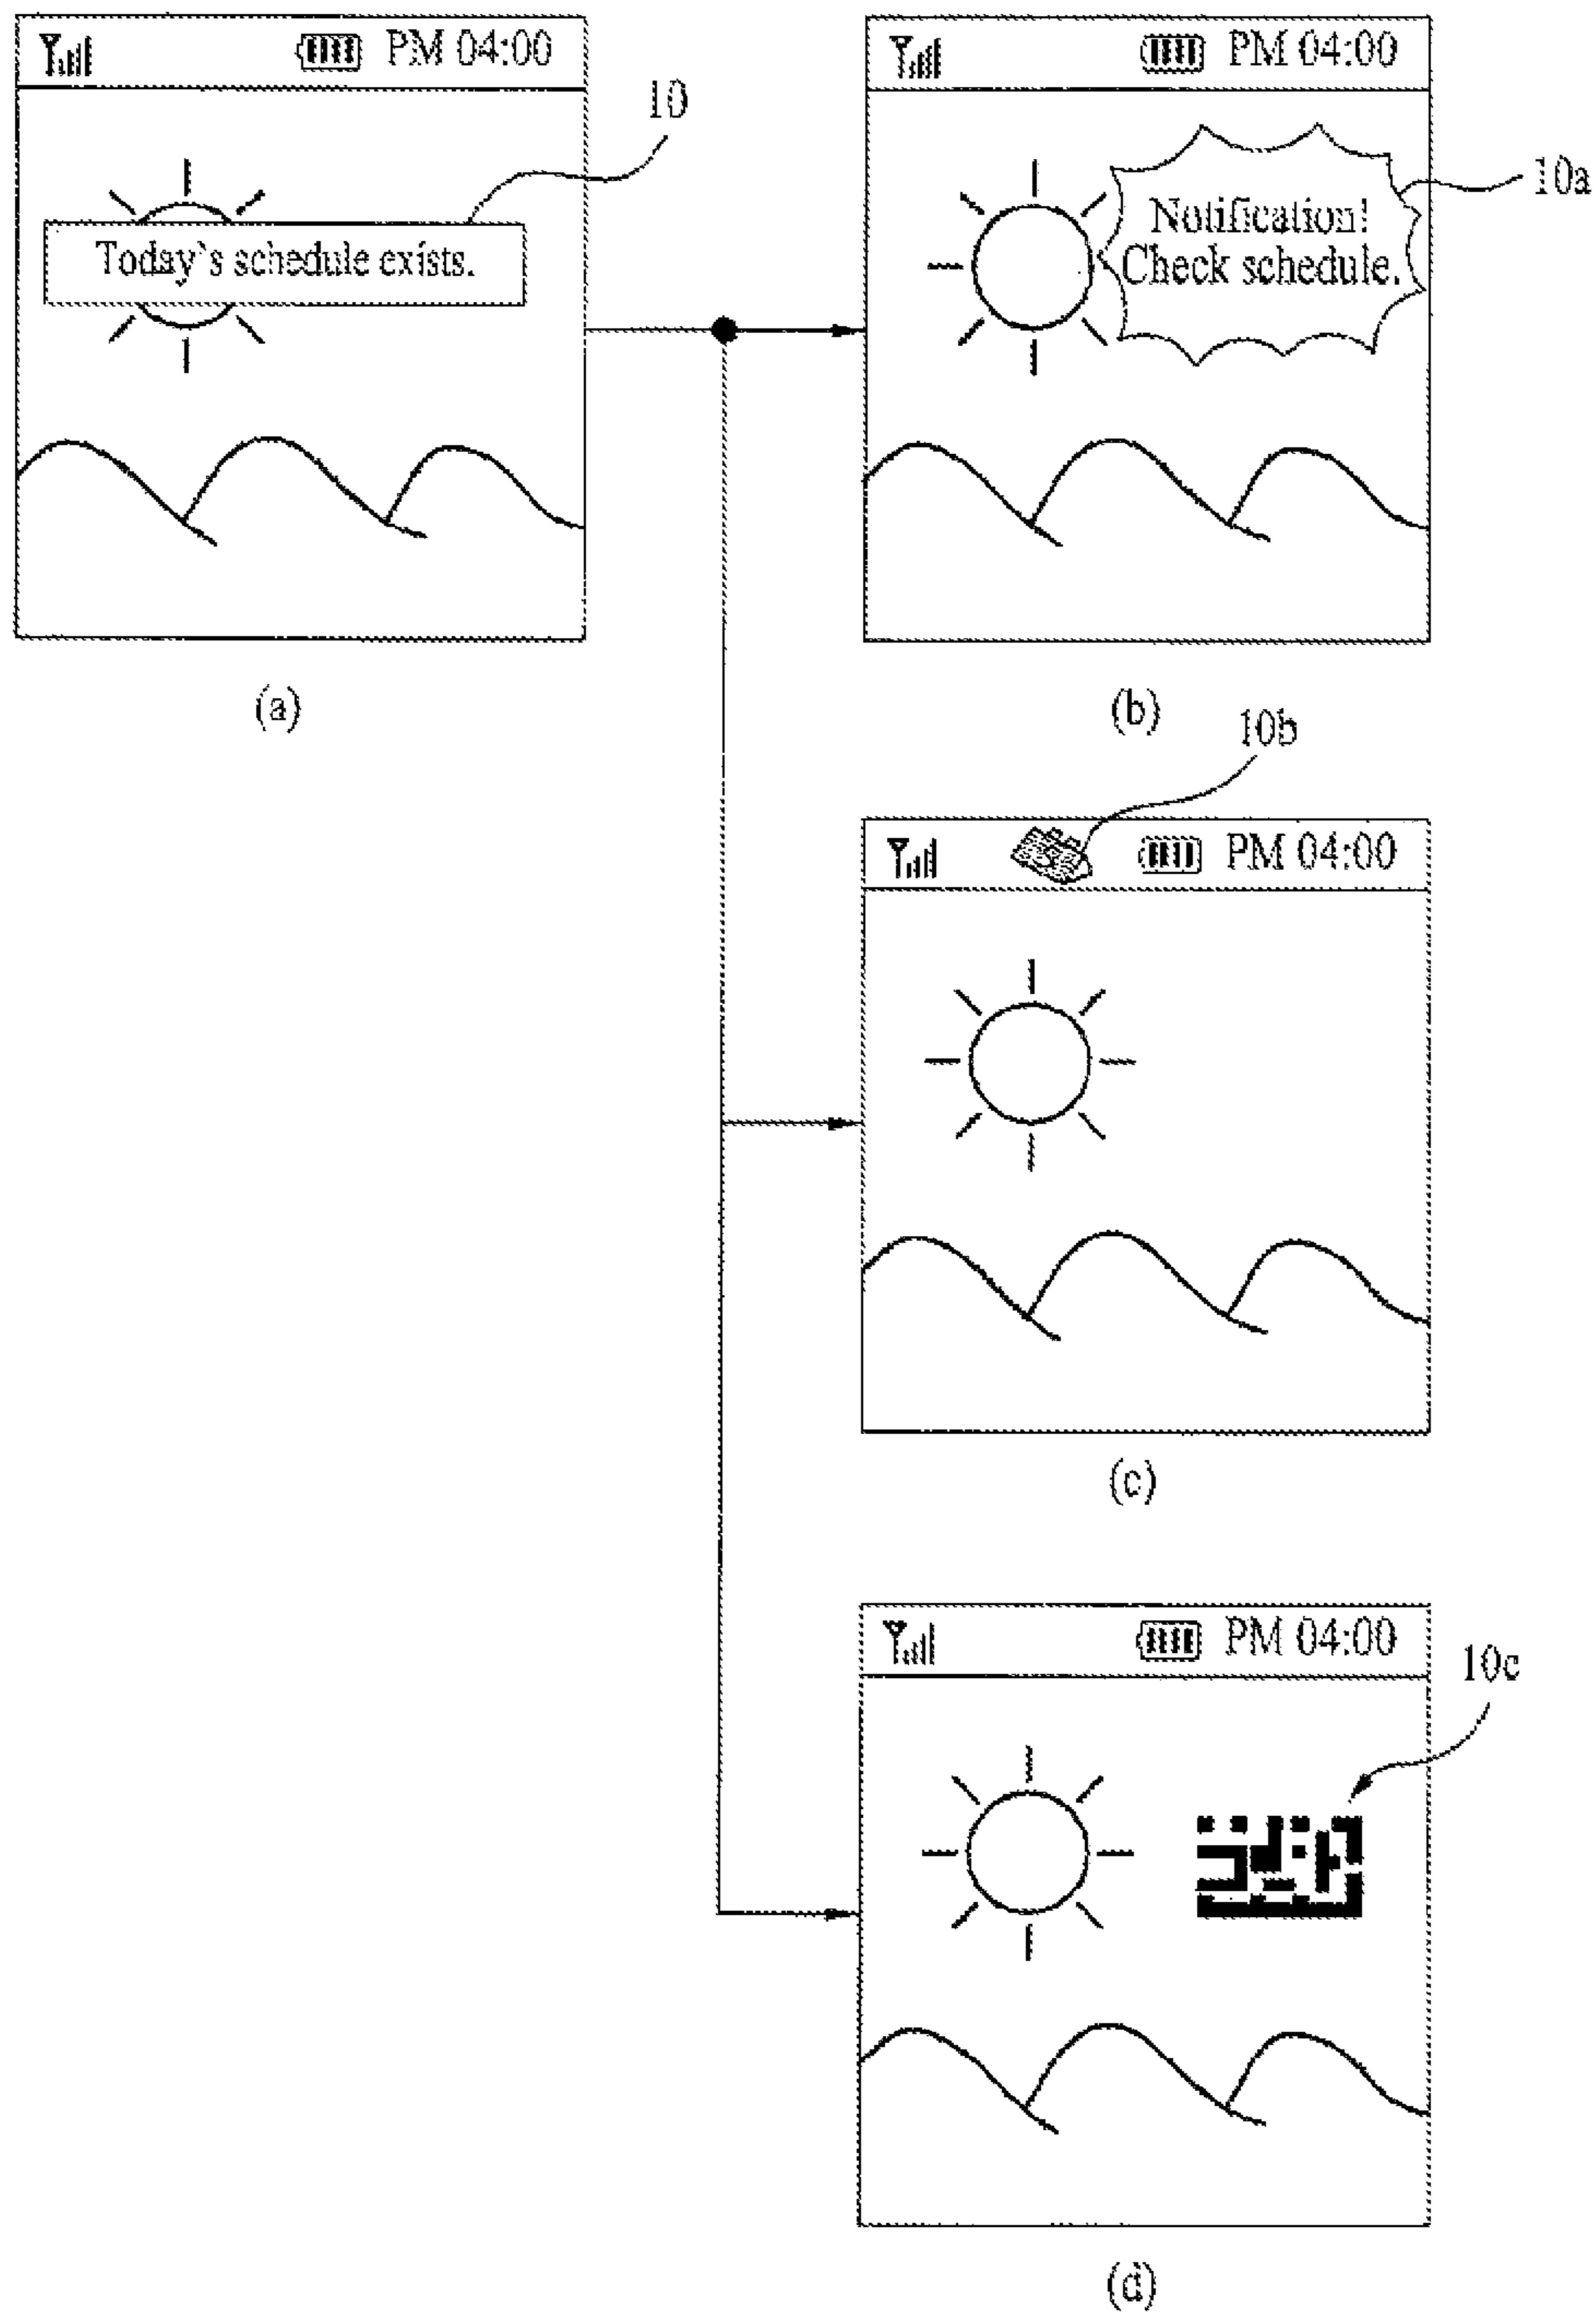 PM 04:00
10
Today's schedule exists.
(a)
PM 04:00
10a
Notification!
Check schedule.
(b)
10b
PM 04:00
(c)
PM 04:00
10c
(d)